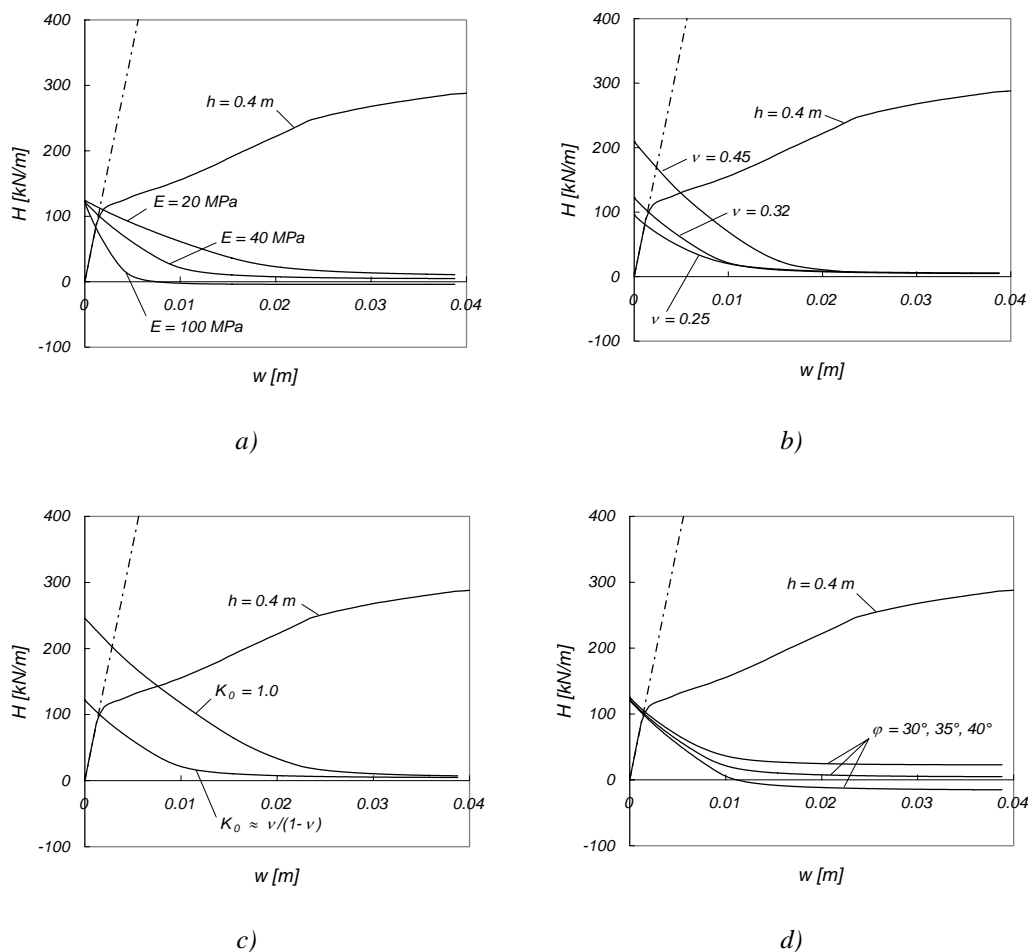 400
300
200
100
0
-100
H [kN/m]
0
0.01
0.02
0.03
0.04
w [m]
h = 0.4 m
E = 20 MPa
E = 40 MPa
E = 100 MPa
a)
400
300
200
100
0
-100
H [kN/m]
0
0.01
0.02
0.03
0.04
w [m]
h = 0.4 m
ν = 0.45
ν = 0.32
ν = 0.25
b)
400
300
200
100
0
-100
H [kN/m]
0
0.01
0.02
0.03
0.04
w [m]
h = 0.4 m
K₀ = 1.0
K₀ ≈ ν/(1- ν)
c)
400
300
200
100
0
-100
H [kN/m]
0
0.01
0.02
0.03
0.04
w [m]
h = 0.4 m
φ = 30°, 35°, 40°
d)